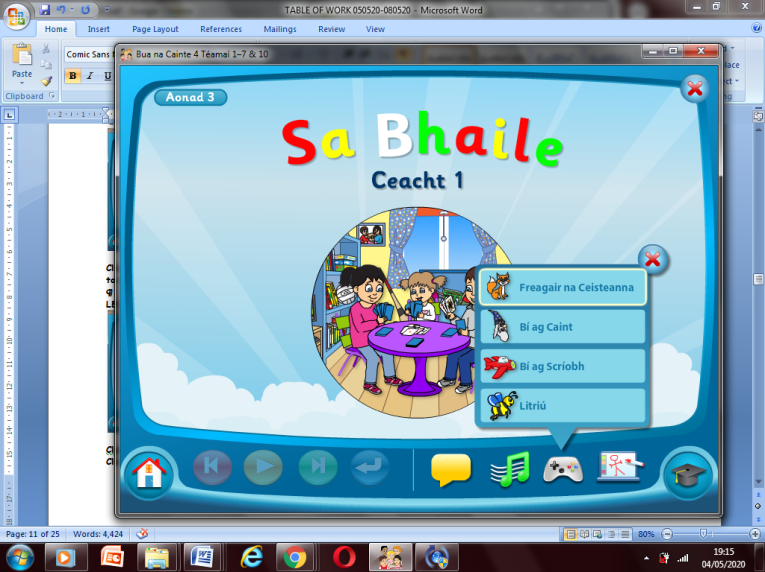 TABLE OF WORK 050520-080520 - Microsoft Word
Home Insert Page Layout References Mailings Review View
Comic Sans
Paste
B I U
Clipboard
Bua na Cainte 4 Téamaí 1–7 & 10
Aonad 3
Sa Bhaile
Ceacht 1
Freagair na Ceisteanna
Bí ag Caint
Bí ag Scríobh
Litriú
Page: 11 of 25 Words: 4,424 80%
19:15
04/05/2020